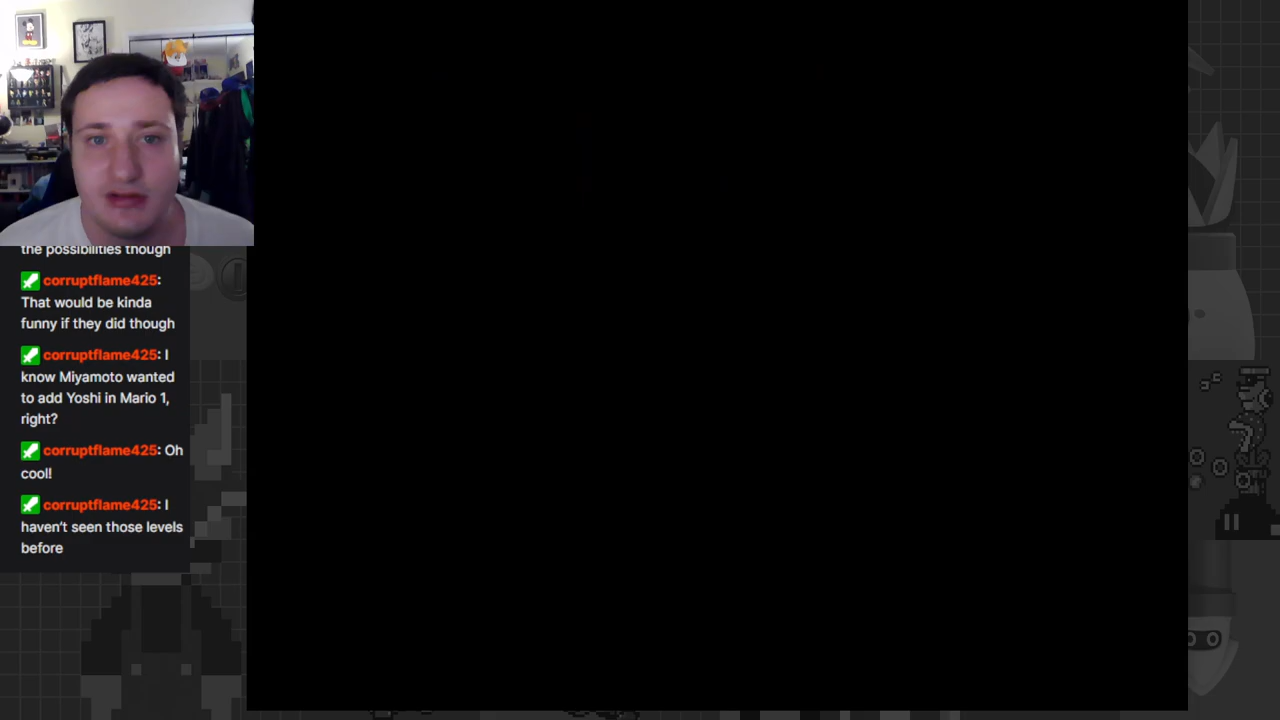 the possibilities though
corruptflame425:
That would be kinda
funny if they did though
corruptflame425: I
know Miyamoto wanted
to add Yoshi in Mario 1,
right?
corruptflame425: Oh
cool!
corruptflame425: I
haven't seen those levels
before